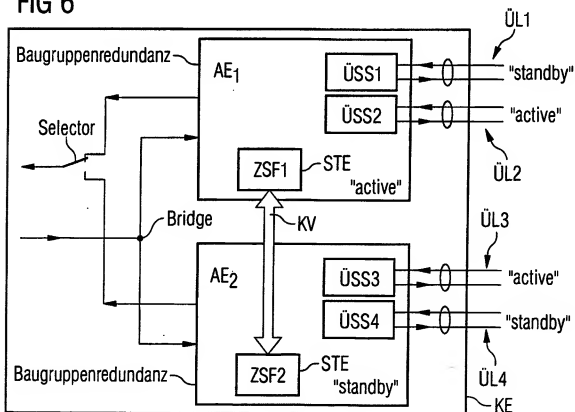 FIG 6
ÜL1
Baugruppenredundanz
AE1
ÜSS1
"standby"
Selector
ÜSS2
"active"
ZSF1
STE
"active"
ÜL2
Bridge
KV
ÜL3
AE2
ÜSS3
"active"
ÜSS4
"standby"
Baugruppenredundanz
ZSF2
STE
"standby"
ÜL4
KE